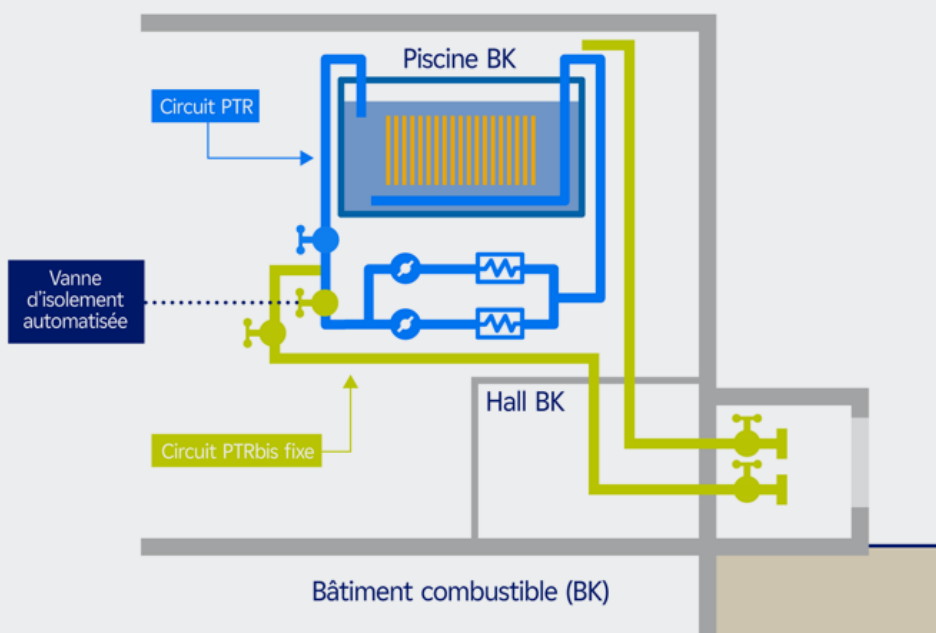 Piscine BK
Circuit PTR
Vanne
d'isolement
automatisée
Hall BK
Circuit PTRbis fixe
Bâtiment combustible (BK)